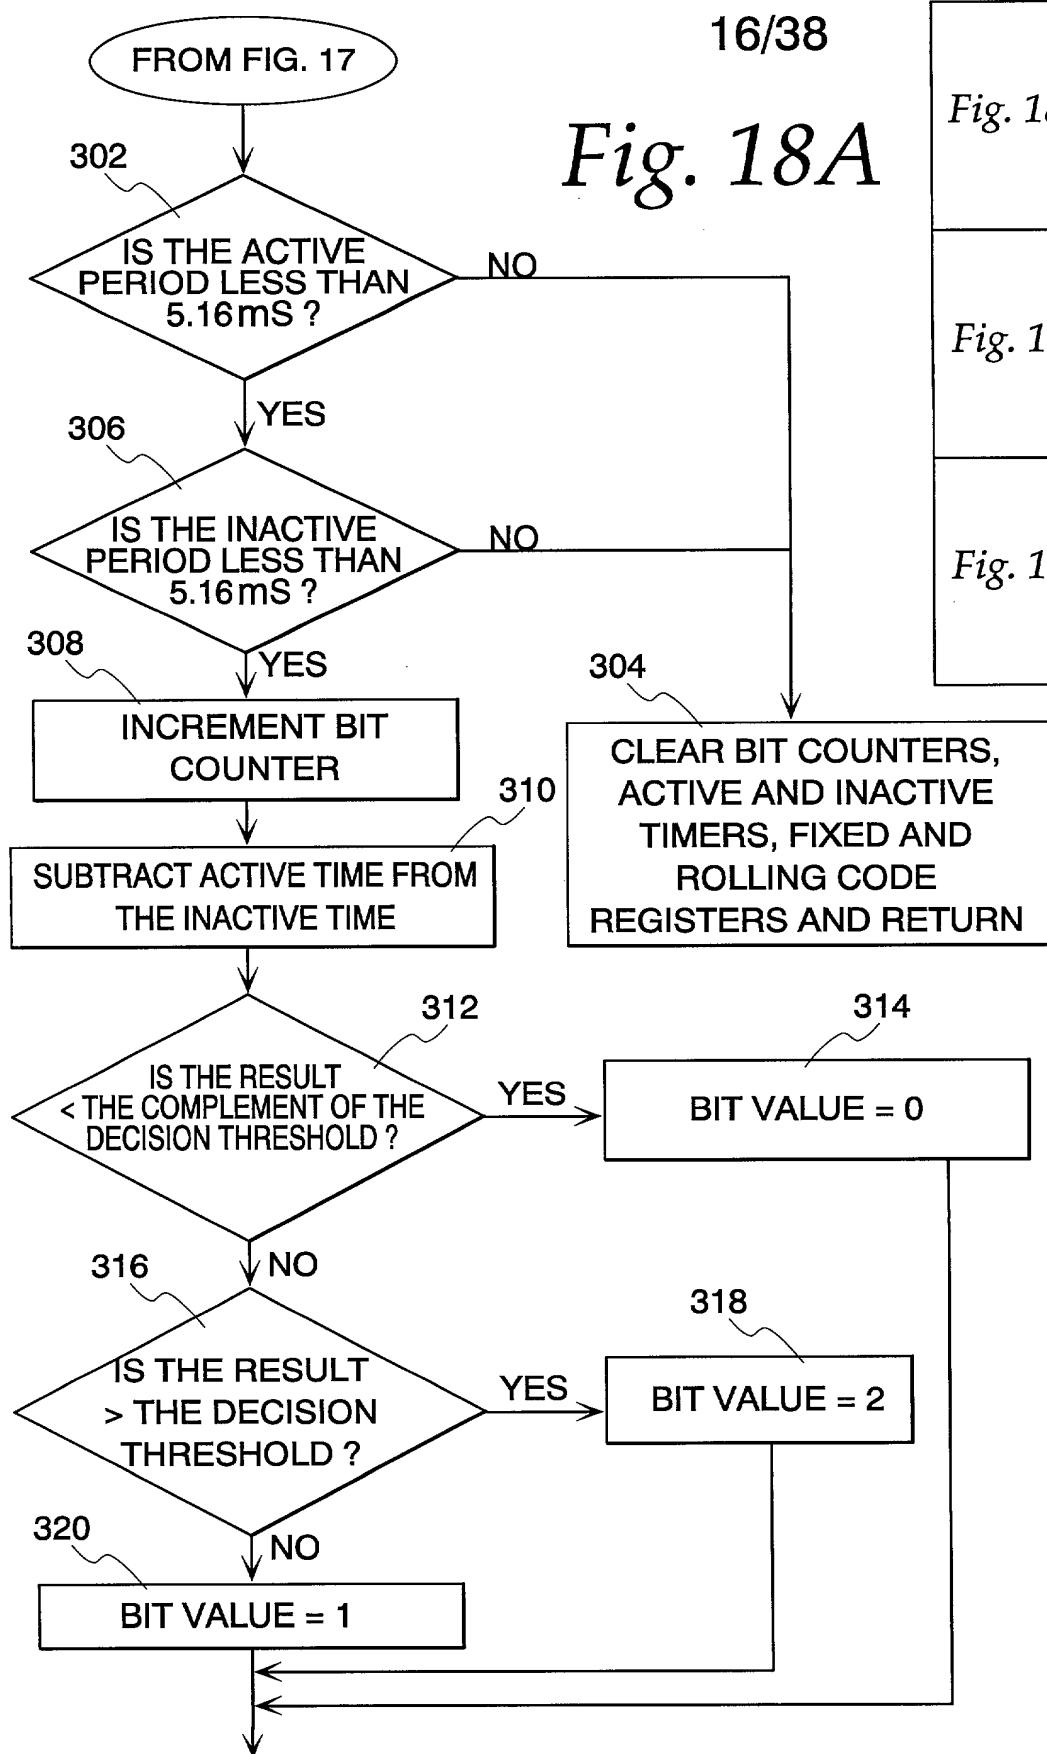 16/38
FROM FIG. 17
Fig. 18A
302
IS THE ACTIVE
PERIOD LESS THAN
5.16mS ?
NO
YES
306
IS THE INACTIVE
PERIOD LESS THAN
5.16mS ?
NO
YES
308
INCREMENT BIT
COUNTER
304
CLEAR BIT COUNTERS,
ACTIVE AND INACTIVE
TIMERS, FIXED AND
ROLLING CODE
REGISTERS AND RETURN
310
SUBTRACT ACTIVE TIME FROM
THE INACTIVE TIME
312
IS THE RESULT
< THE COMPLEMENT OF THE
DECISION THRESHOLD ?
YES
314
BIT VALUE = 0
NO
316
IS THE RESULT
> THE DECISION
THRESHOLD ?
YES
318
BIT VALUE = 2
NO
320
BIT VALUE = 1
Fig.
Fig.
Fig.